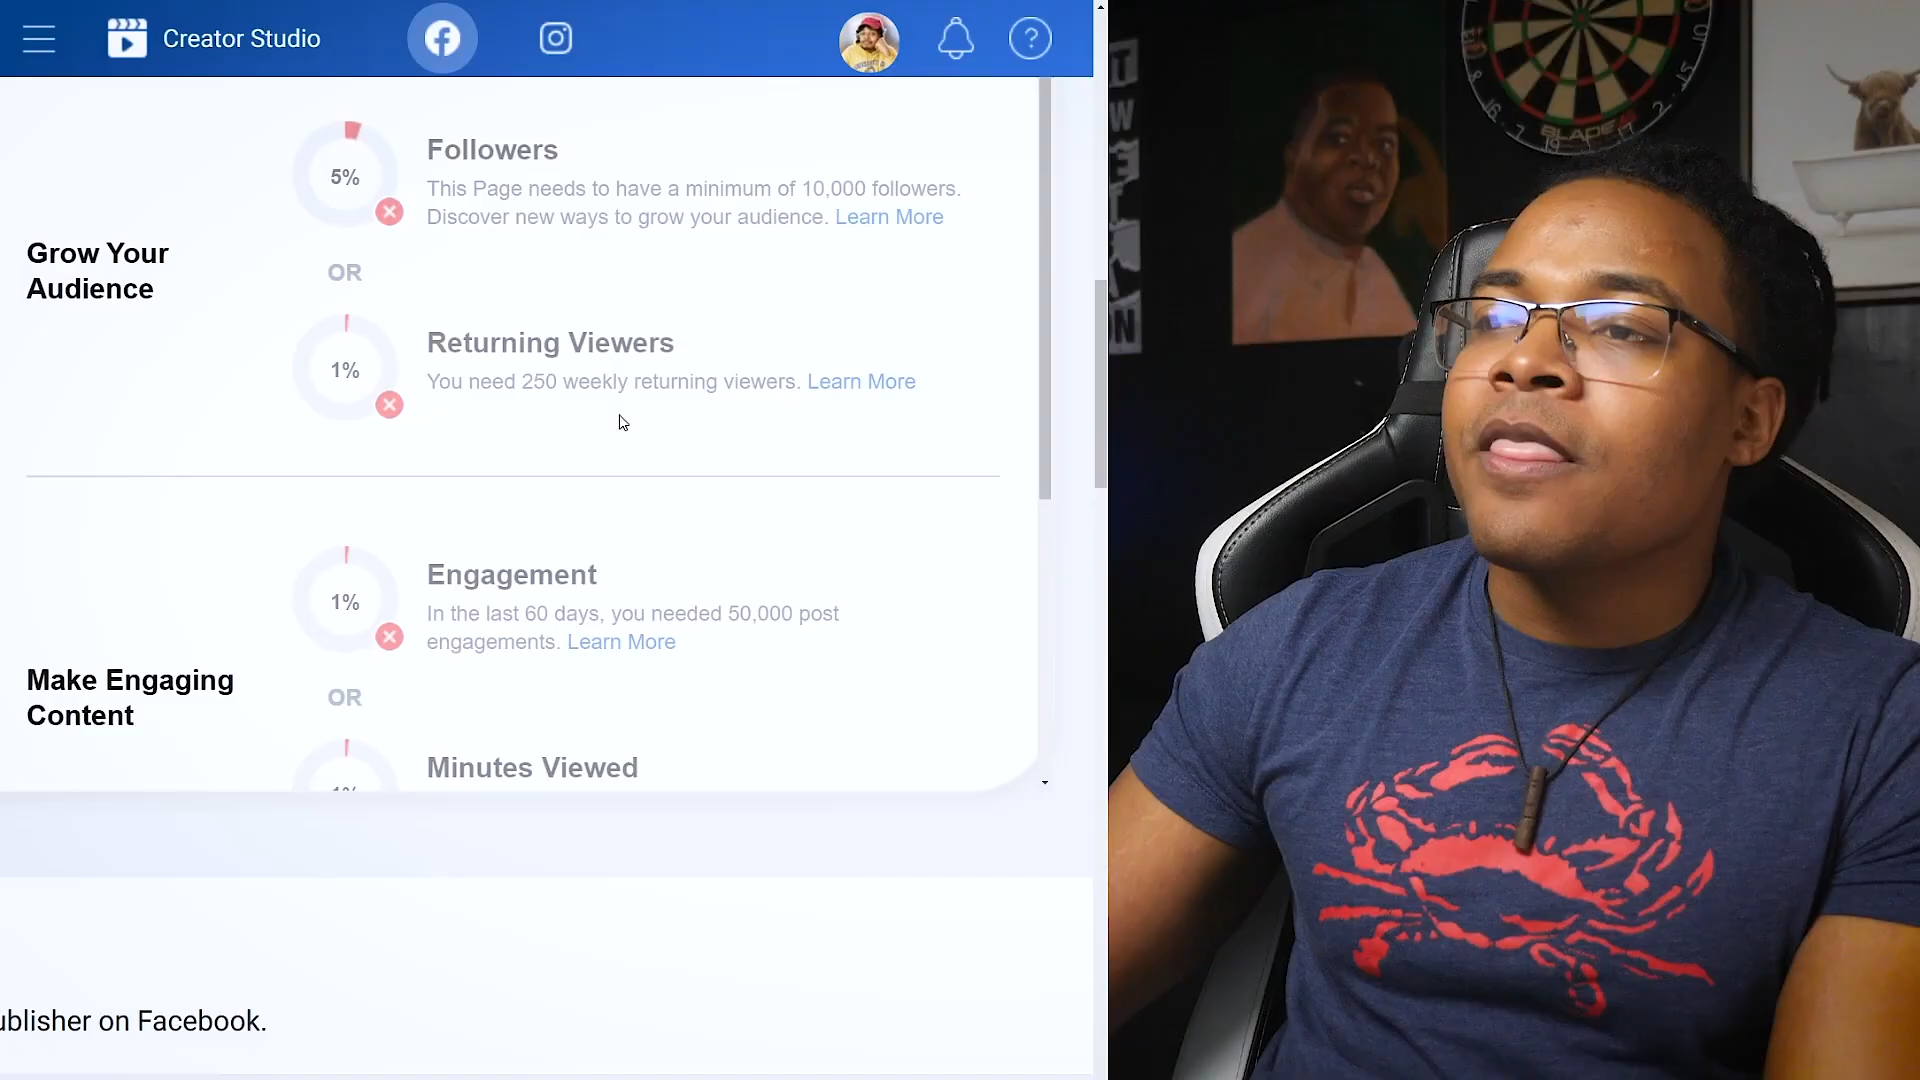 Creator Studio
?
5%
Followers
This Page needs to have a minimum of 10,000 followers.
Discover new ways to grow your audience. Learn More
Grow Your
Audience
OR
1%
Returning Viewers
You need 250 weekly returning viewers. Learn More
1%
Engagement
In the last 60 days, you needed 50,000 post
engagements. Learn More
Make Engaging
Content
OR
Minutes Viewed
ublisher on Facebook.
BLADE
ON